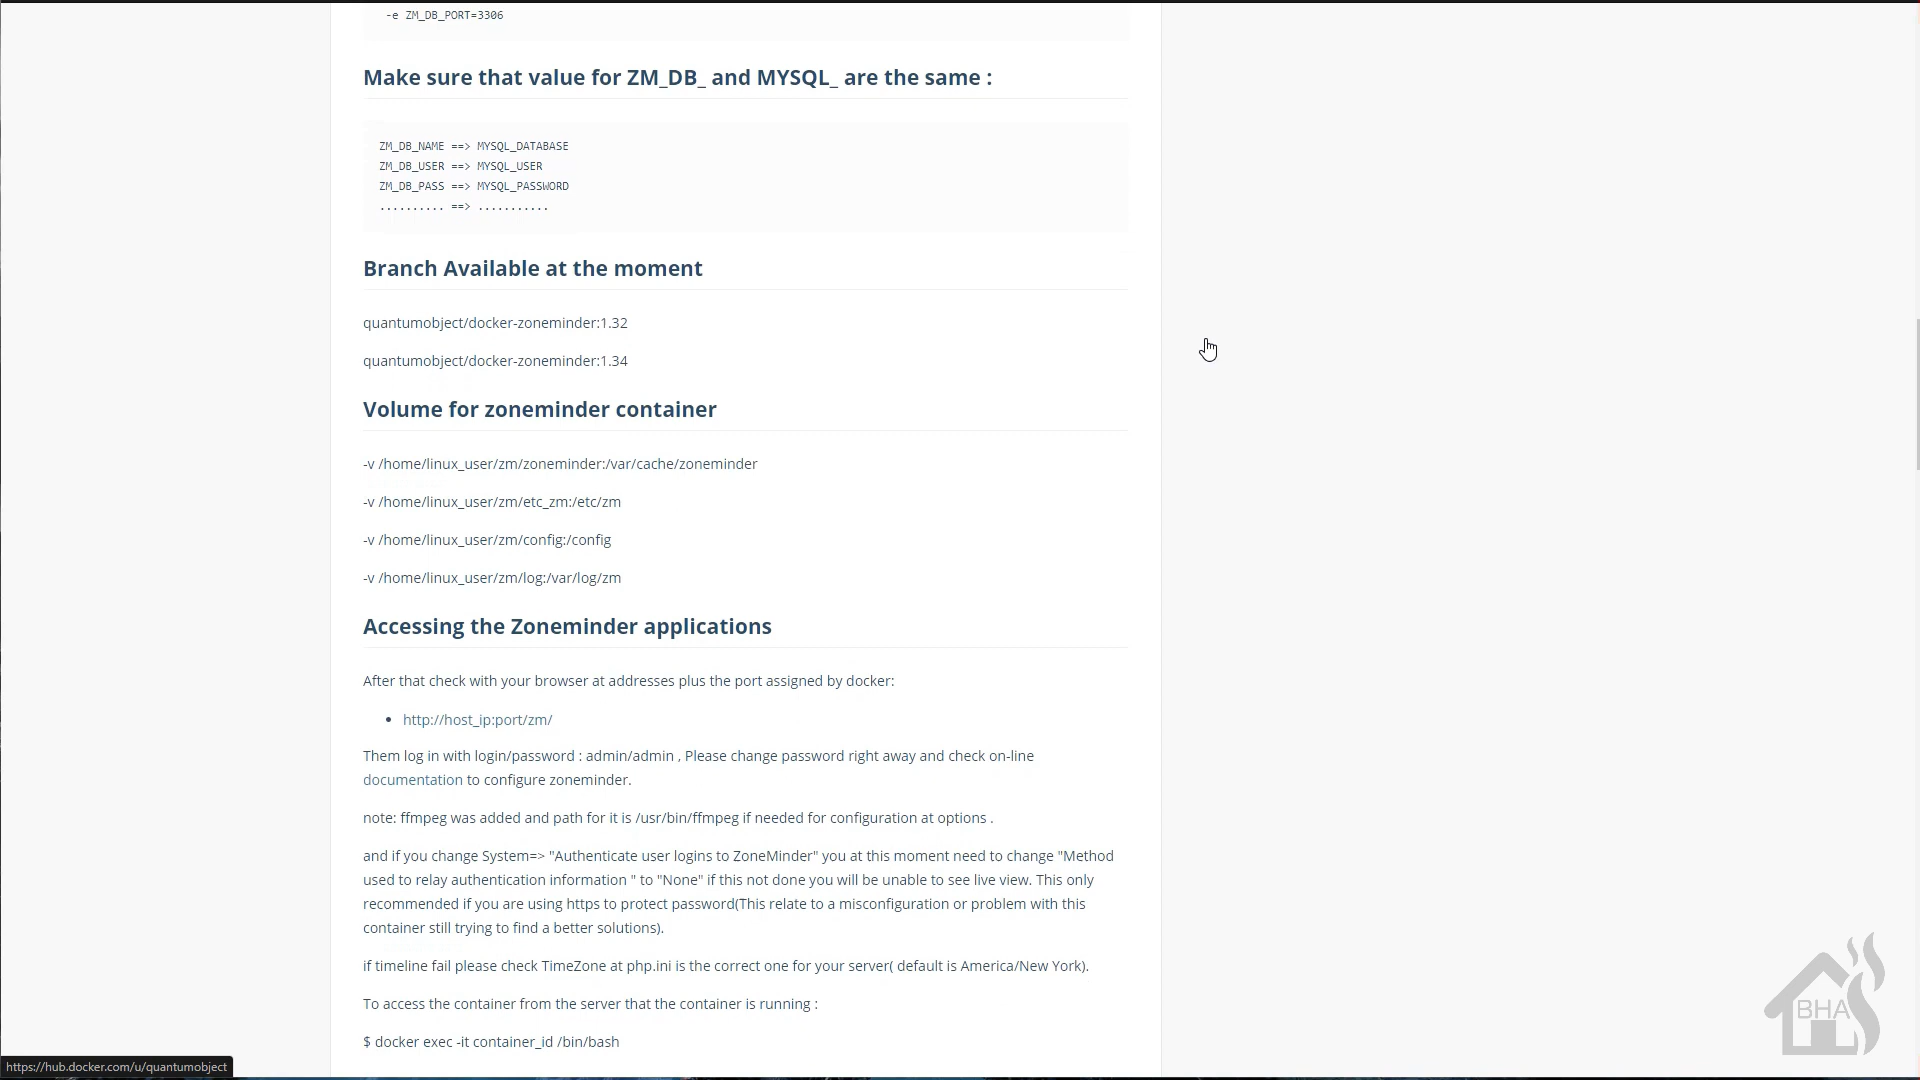 -e ZM_DB_PORT=3306
Make sure that value for ZM_DB_ and MYSQL_ are the same :
ZM_DB_NAME ==> MYSQL_DATABASE
ZM_DB_USER ==> MYSQL_USER
ZM_DB_PASS ==> MYSQL_PASSWORD
.......... ==> ...........
Branch Available at the moment
quantumobject/docker-zoneminder:1.32
quantumobject/docker-zoneminder:1.34
Volume for zoneminder container
-v /home/linux_user/zm/zoneminder:/var/cache/zoneminder
-v /home/linux_user/zm/etc_zm:/etc/zm
-v /home/linux_user/zm/config:/config
-v /home/linux_user/zm/log:/var/log/zm
Accessing the Zoneminder applications
After that check with your browser at addresses plus the port assigned by docker:
• http://host_ip:port/zm/
Them log in with login/password : admin/admin , Please change password right away and check on-line
documentation to configure zoneminder.
note: ffmpeg was added and path for it is /usr/bin/ffmpeg if needed for configuration at options .
and if you change System=> "Authenticate user logins to ZoneMinder" you at this moment need to change "Method
used to relay authentication information " to "None" if this not done you will be unable to see live view. This only
recommended if you are using https to protect password(This relate to a misconfiguration or problem with this
container still trying to find a better solutions).
if timeline fail please check TimeZone at php.ini is the correct one for your server( default is America/New York).
To access the container from the server that the container is running :
$ docker exec -it container_id /bin/bash
https://hub.docker.com/u/quantumobject
BHA